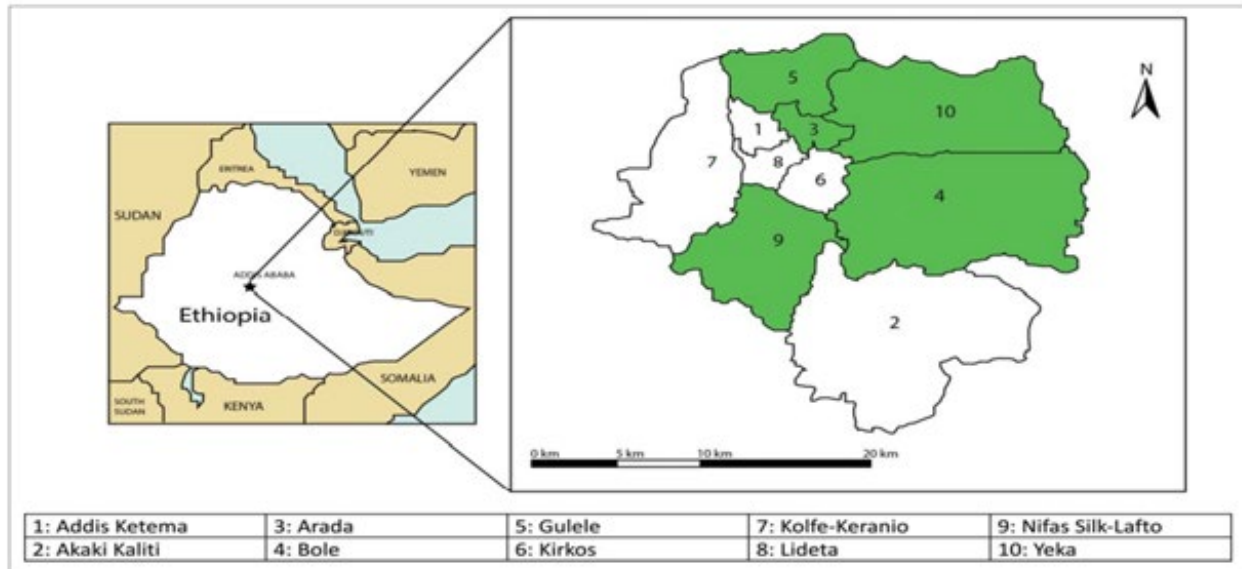 ERITREA
YEMEN
SUDAN
DJIBOUTI
ADDIS ABABA
Ethiopia
SOMALIA
SOUTH
SUDAN
KENYA
N
5
10
1
3
7
8
6
4
9
2
0 km 5 km 10 km 20 km
1: Addis Ketema 3: Arada 5: Gulele 7: Kolfe-Keranio 9: Nifas Silk-Lafto
2: Akaki Kaliti 4: Bole 6: Kirkos 8: Lideta 10: Yeka